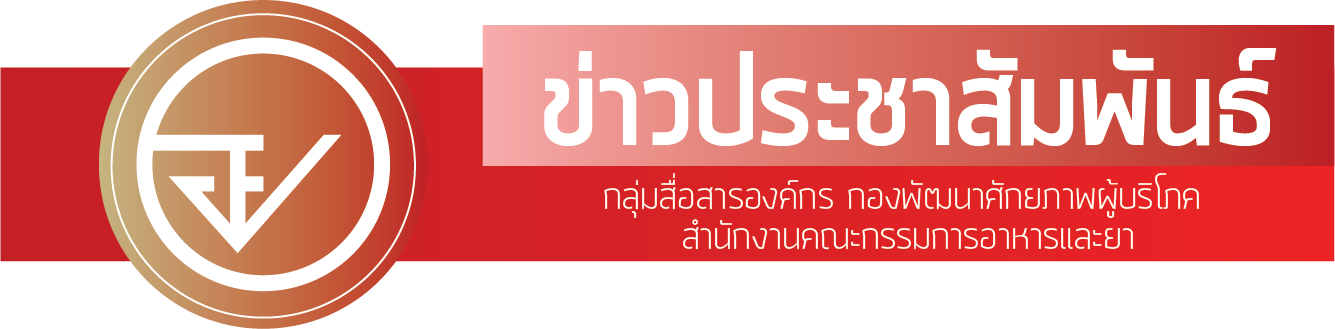 ข่าวประชาสัมพันธ์
กลุ่มสื่อสารองค์กร กองพัฒนาศักยภาพผู้บริโภค
สำนักงานคณะกรรมการอาหารและยา